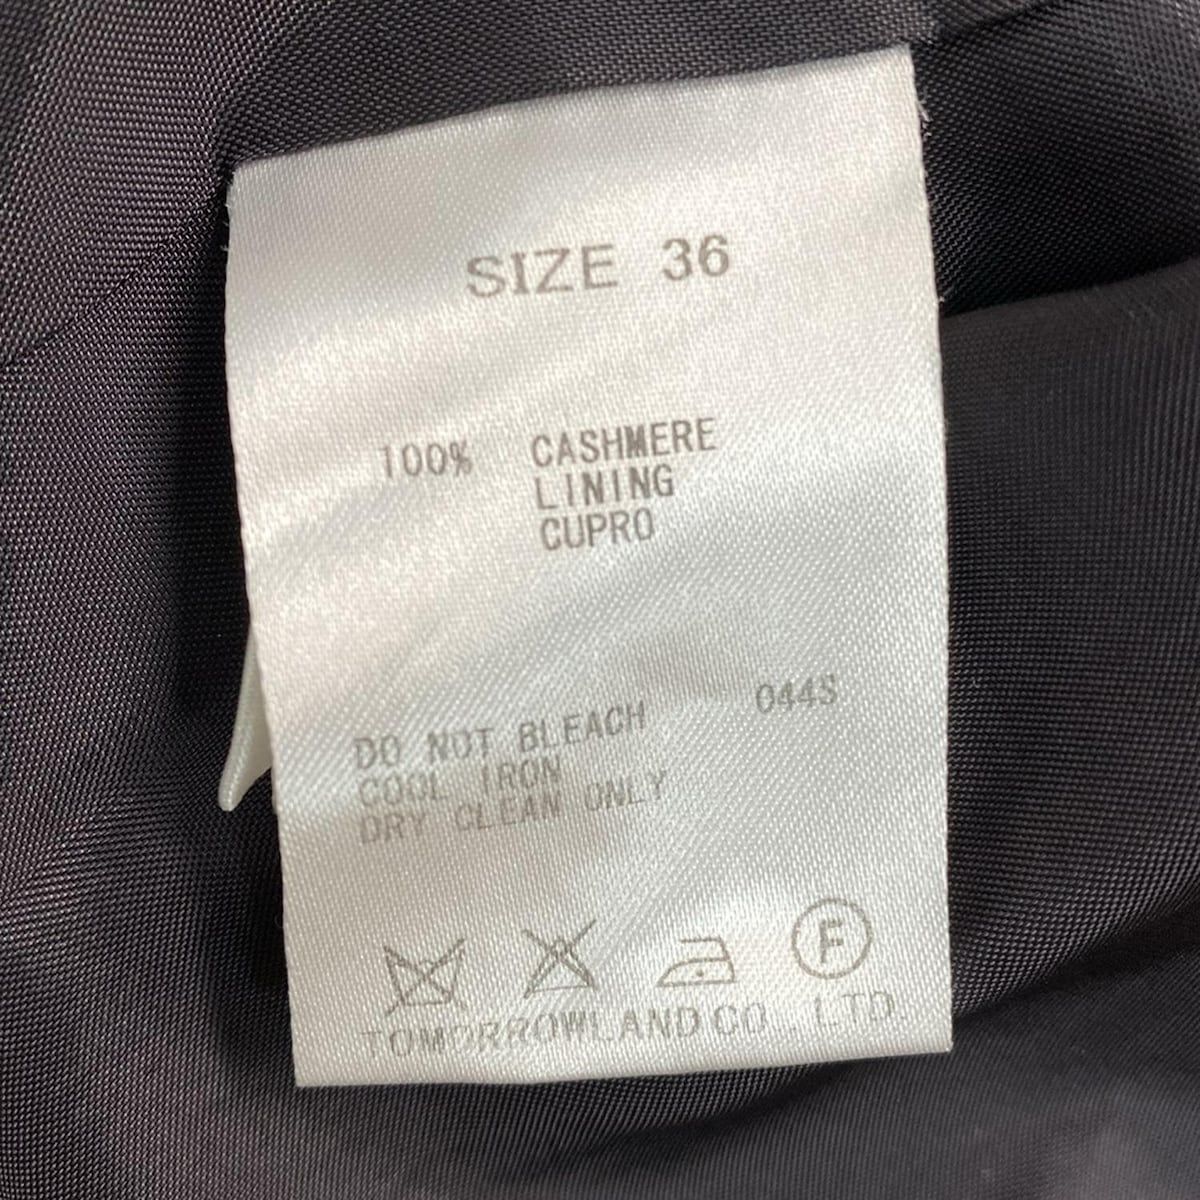 SIZE 36
100% CASHMERE
LINING
CUPRO
044S
DO NOT BLEACH
COOL IRON
DRY CLEAN ONLY
F
TOMORROWLAND CO., LTD.